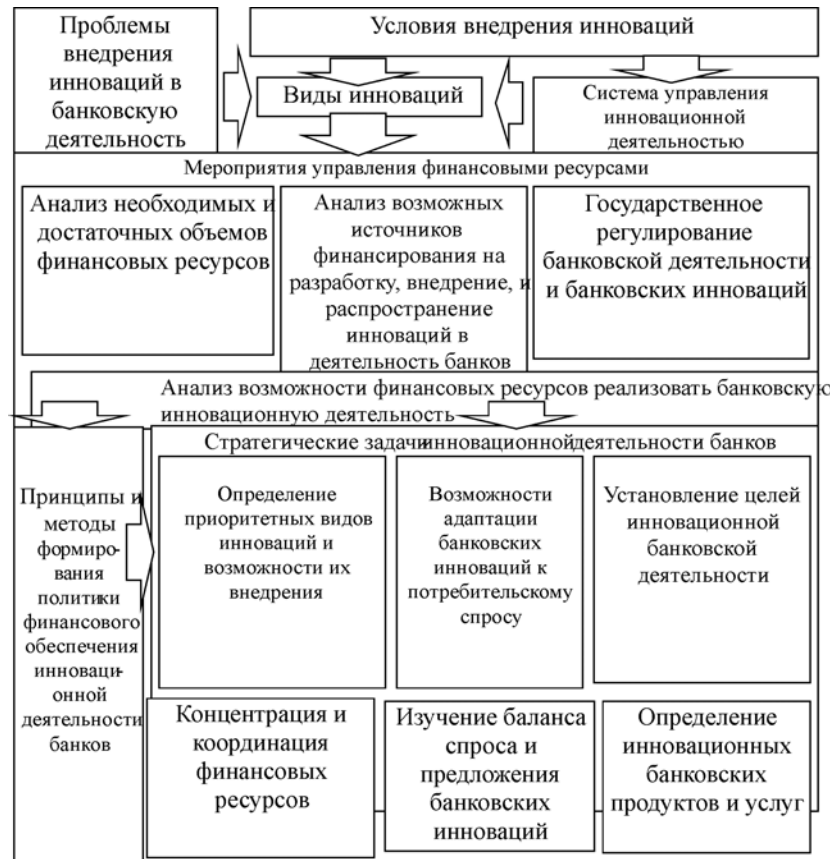 Проблемы
внедрения
инноваций в
банковскую
деятельность
Условия внедрения инноваций
Виды инноваций
Система управления
инновационной
деятельностью
Мероприятия управления финансовыми ресурсами
Анализ необходимых и
достаточных объемов
финансовых ресурсов
Анализ возможных
источников
финансирования на
разработку, внедрение, и
распространение
инноваций в
деятельность банков
Государственное
регулирование
банковской деятельности
и банковских инноваций
Анализ возможности финансовых ресурсов реализовать банковскую
инновационную деятельность
Принципы и
методы
формиро-
вания
политики
финансового
обеспечения
инноваци-
онной
деятельности
банков
Стратегические задачи инновационной деятельности банков
Определение
приоритетных видов
инноваций и
возможности их
внедрения
Возможности
адаптации
банковских
инноваций к
потребительскому
спросу
Установление целей
инновационной
банковской
деятельности
Концентрация и
координация
финансовых
ресурсов
Изучение баланса
спроса и
предложения
банковских
инноваций
Определение
инновационных
банковских
продуктов и услуг